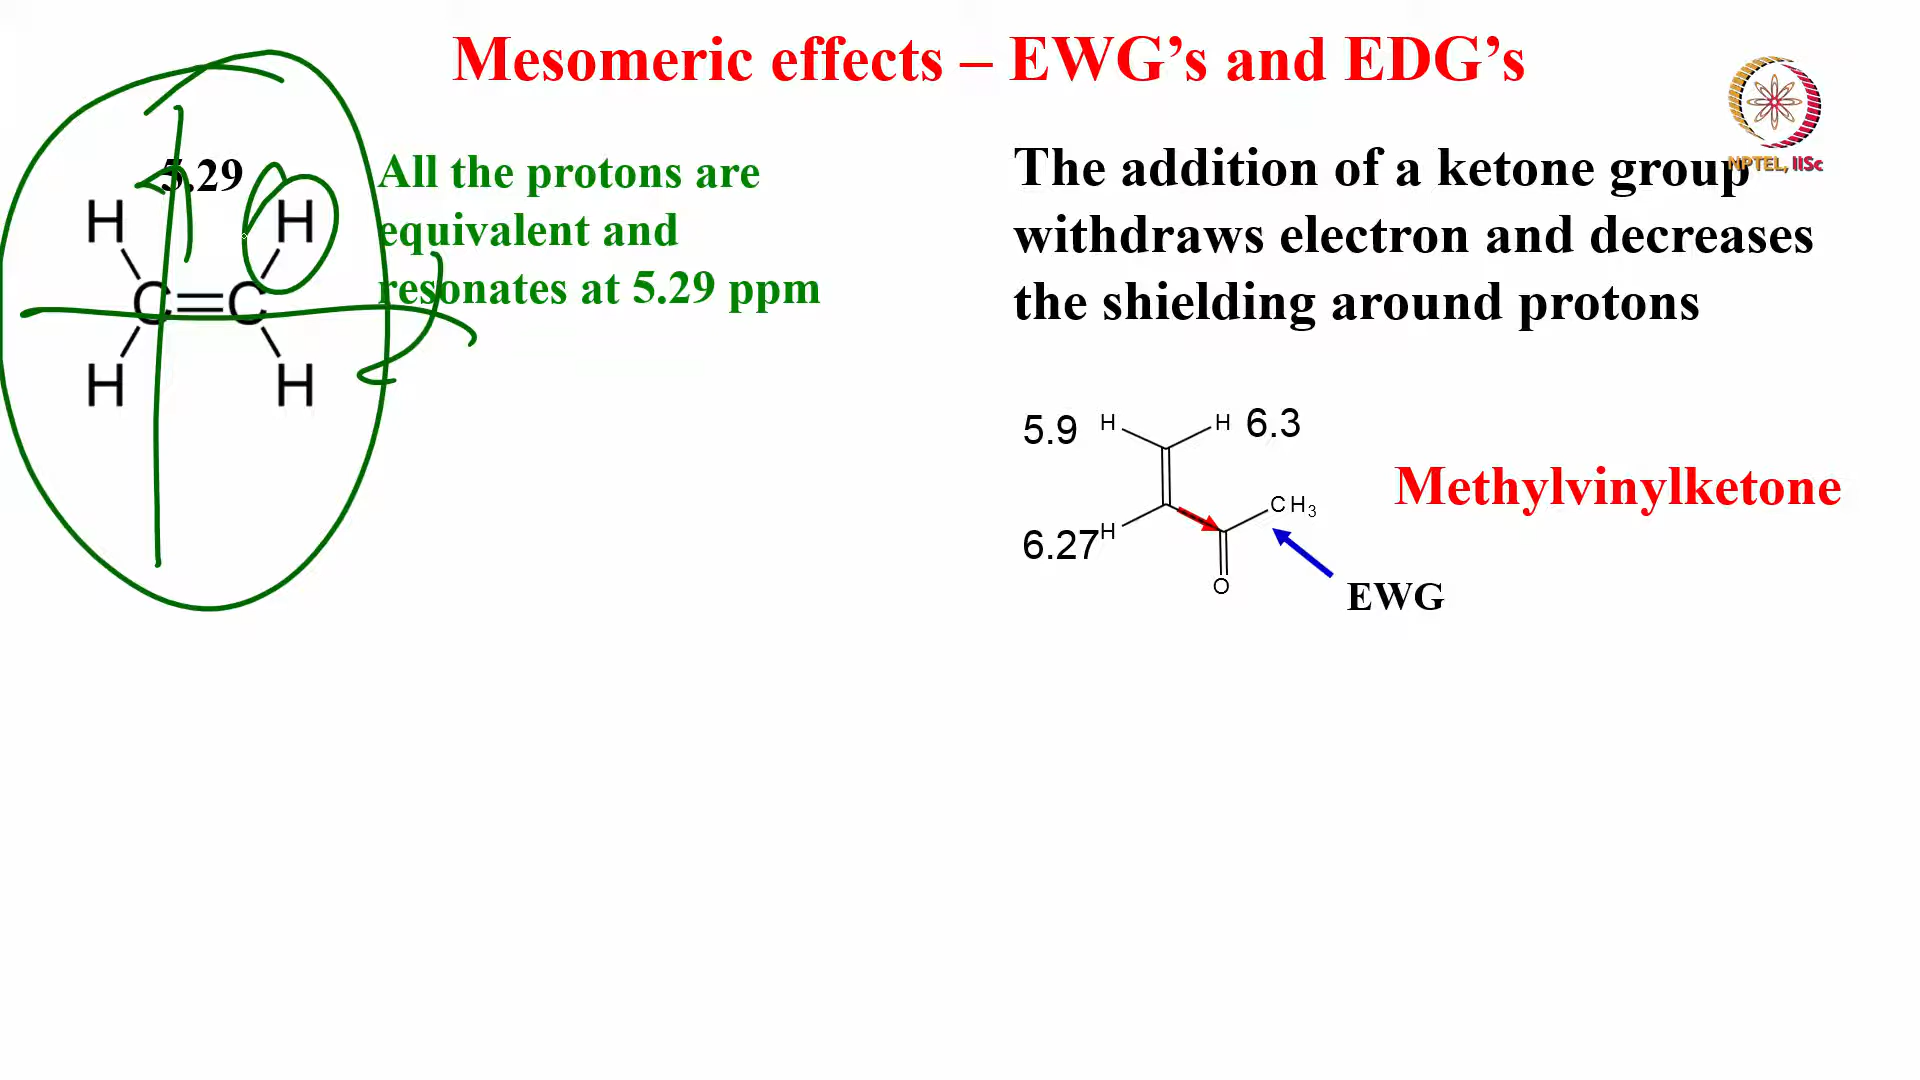 Mesomeric effects – EWG’s and EDG’s
NPTEL, IISc
5.29
H H
C C
H H
All the protons are
equivalent and
resonates at 5.29 ppm
The addition of a ketone group
withdraws electron and decreases
the shielding around protons
5.9 H H 6.3
CH3
6.27 H
O
Methylvinylketone
EWG